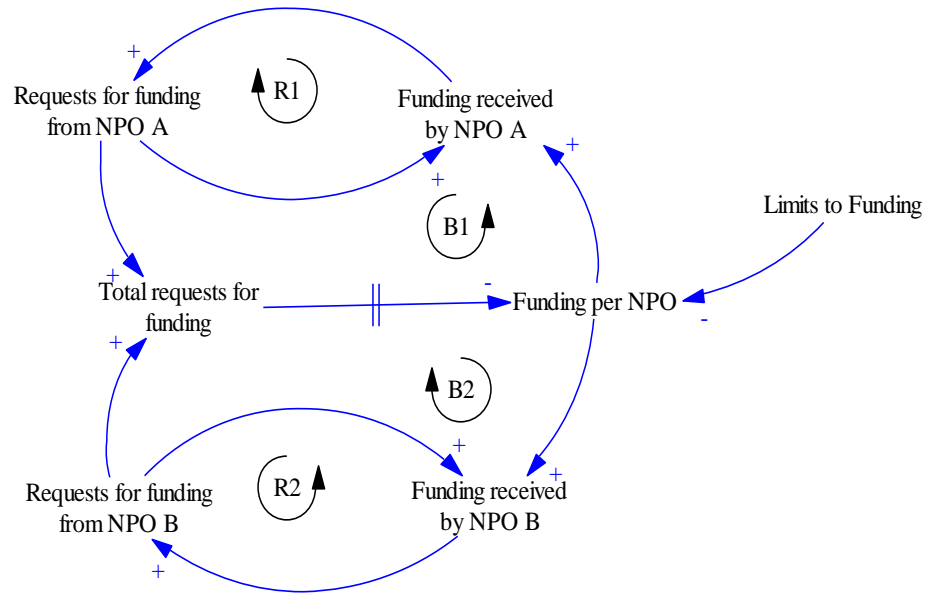 +
R1
Requests for funding
from NPO A
Funding received
by NPO A
+
+
B1
Limits to Funding
+
Total requests for
funding
-
Funding per NPO
-
+
B2
+
+
Requests for funding
from NPO B
R2
Funding received
by NPO B
+